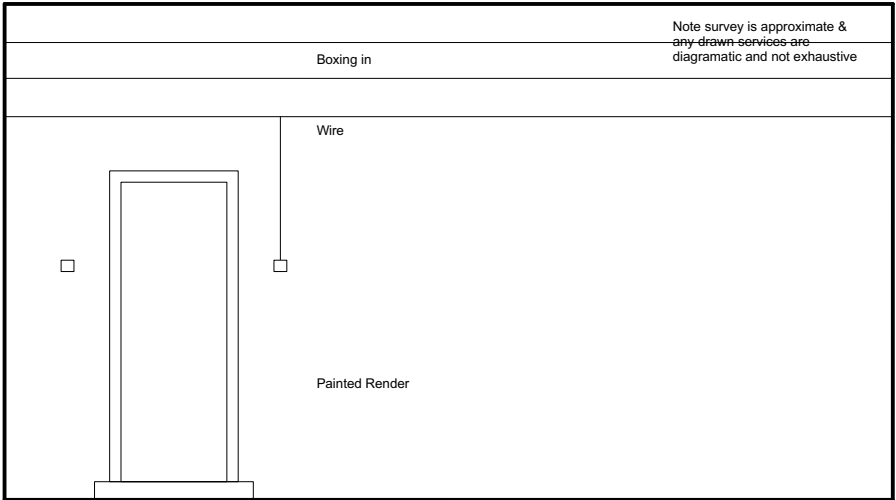 Note survey is approximate &
any drawn services are
diagramatic and not exhaustive
Boxing in
Wire
Painted Render